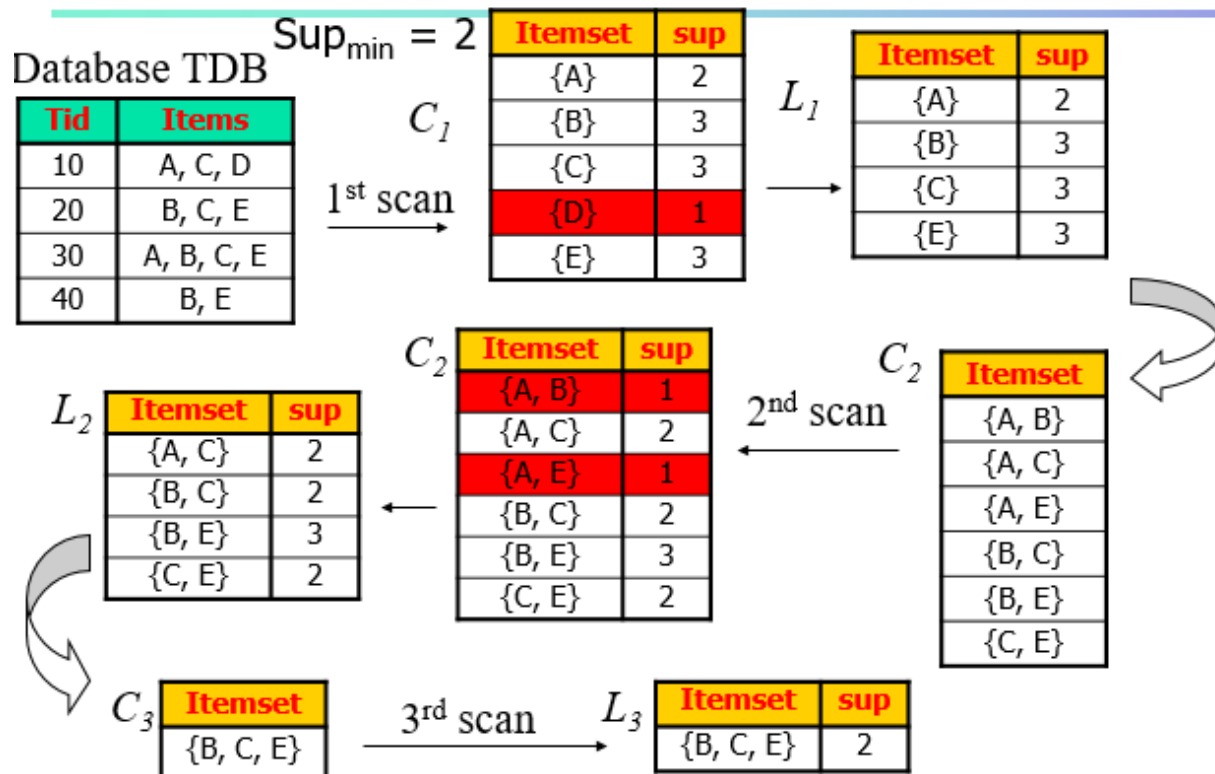 Sup_min = 2
Database TDB
Tid Items
10 A, C, D
20 B, C, E
30 A, B, C, E
40 B, E
1st scan
C1
Itemset sup
{A} 2
{B} 3
{C} 3
{D} 1
{E} 3
L1
Itemset sup
{A} 2
{B} 3
{C} 3
{E} 3
C2
Itemset
{A, B}
{A, C}
{A, E}
{B, C}
{B, E}
{C, E}
2nd scan
C2
Itemset sup
{A, B} 1
{A, C} 2
{A, E} 1
{B, C} 2
{B, E} 3
{C, E} 2
L2
Itemset sup
{A, C} 2
{B, C} 2
{B, E} 3
{C, E} 2
C3
Itemset
{B, C, E}
3rd scan
L3
Itemset sup
{B, C, E} 2